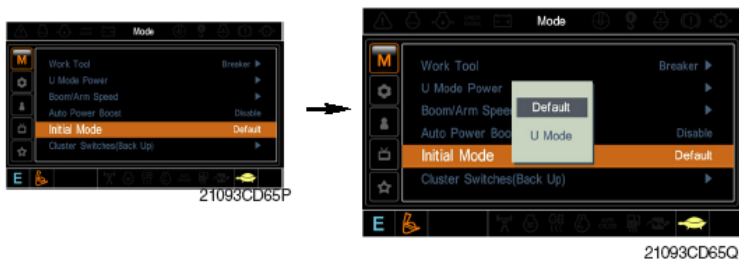 Mode
M
Work Tool Breaker ▶
U Mode Power ▶
Boom/Arm Speed ▶
Auto Power Boost Disable
Initial Mode Default
Cluster Switches(Back Up) ▶
E
21093CD65P
Mode
M
Work Tool Breaker ▶
U Mode Power ▶
Boom/Arm Spee ▶
Auto Power Boo Disable
Initial Mode Default
Cluster Switches(Back Up) ▶
Default
U Mode
E
21093CD65Q